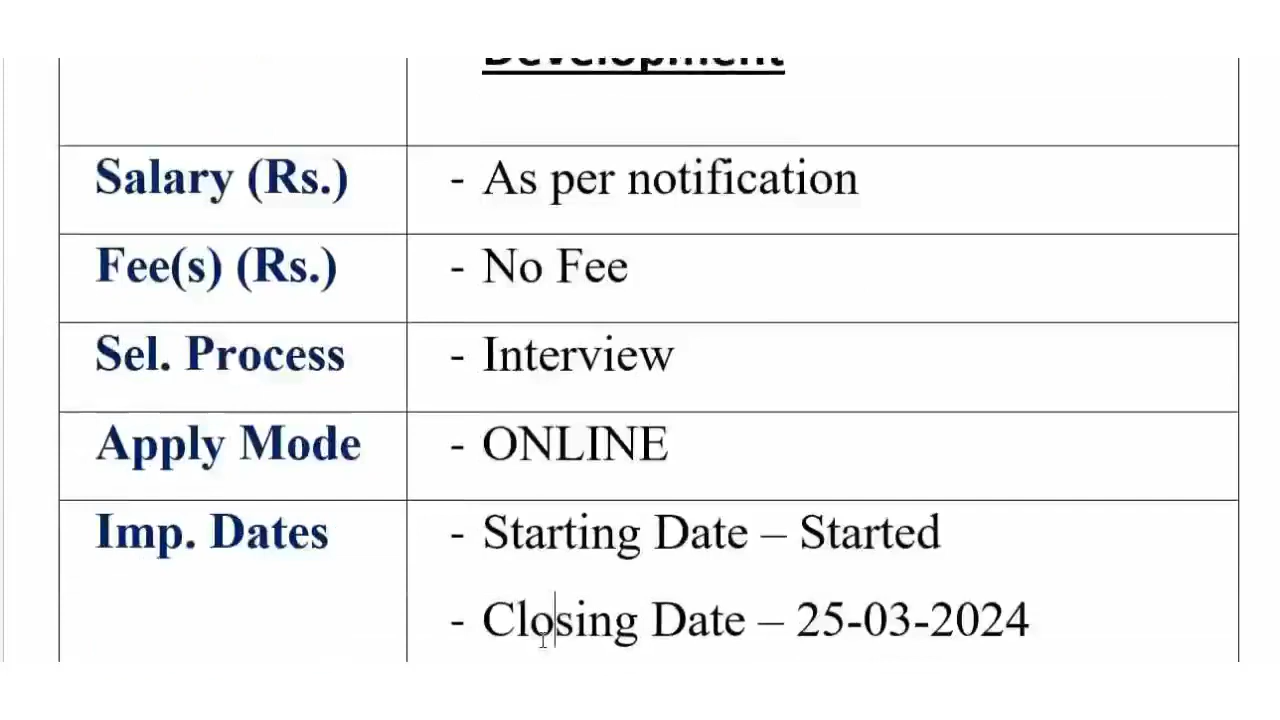 Development
Salary (Rs.) - As per notification
Fee(s) (Rs.) - No Fee
Sel. Process - Interview
Apply Mode - ONLINE
Imp. Dates - Starting Date – Started
- Closing Date – 25-03-2024